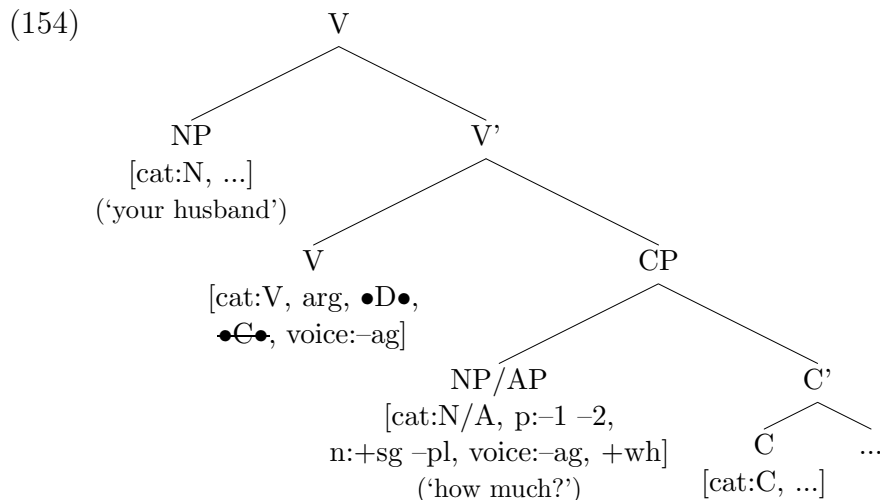 (154)
V
NP V'
[cat:N, ...]
(‘your husband’)
V CP
[cat:V, arg, •D•,
•C•, voice:–ag]
NP/AP C'
[cat:N/A, p:–1 –2,
n:+sg –pl, voice:–ag, +wh]
(‘how much?’)
C ...
[cat:C, ...]